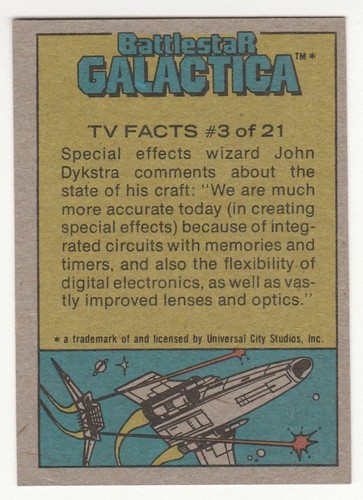 BattlestaR
GALACTICA ™*
TV FACTS #3 of 21
Special effects wizard John
Dykstra comments about the
state of his craft: "We are much
more accurate today (in creating
special effects) because of integ-
rated circuits with memories and
timers, and also the flexibility of
digital electronics, as well as vas-
tly improved lenses and optics."
* a trademark of and licensed by Universal City Studios, Inc.